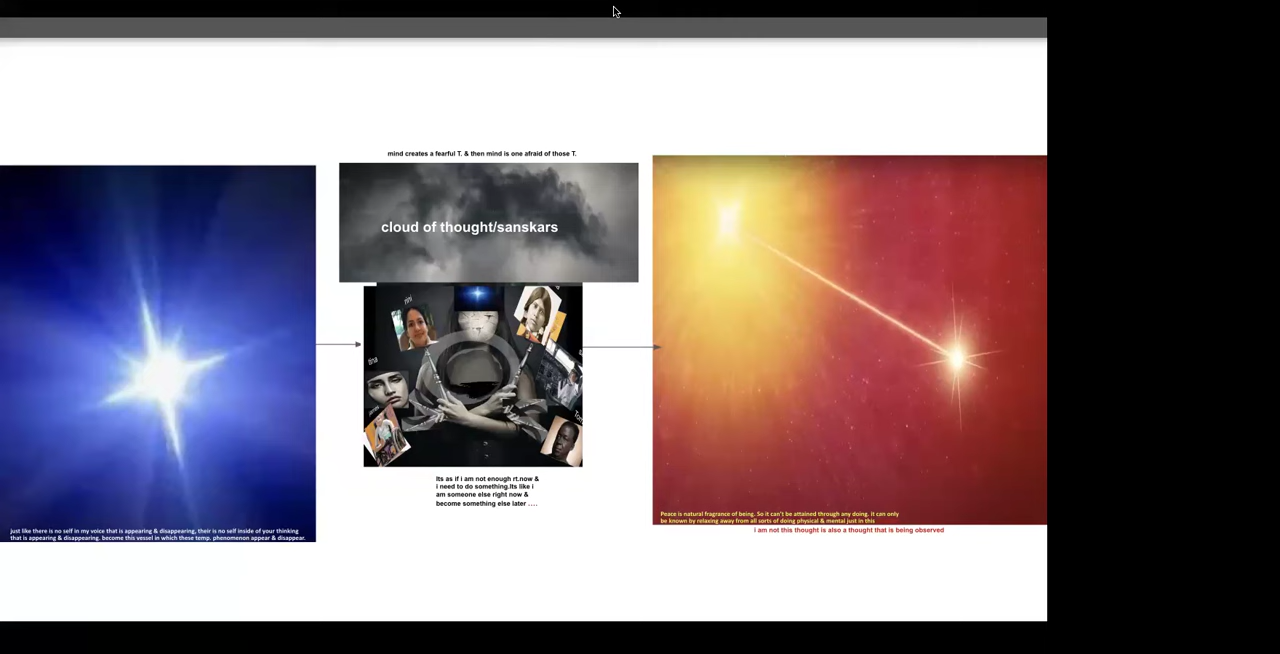 mind creates a fearful T. & then mind is one afraid of those T.
cloud of thought/sanskars
rini
tina
Its as if i am not enough rt.now &
i need to do something.Its like i
am someone else right now &
become something else later ....
just like there is no self in my voice that is appearing & disappearing, their is no self inside of your thinking
that is appearing & disappearing. become this vessel in which these temp. phenomenon appear & disappear.
Peace is natural fragrance of being. So it can't be attained through any doing. it can only
be known by relaxing away from all sorts of doing physical & mental just in this
i am not this thought is also a thought that is being observed